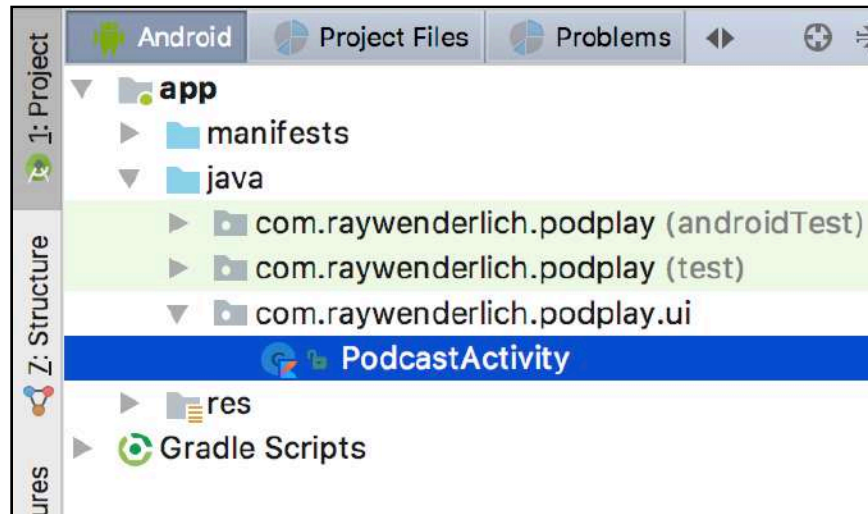 Android Project Files Problems
1: Project
app
manifests
java
com.raywenderlich.podplay (androidTest)
com.raywenderlich.podplay (test)
com.raywenderlich.podplay.ui
PodcastActivity
res
Gradle Scripts
Z: Structure
ures